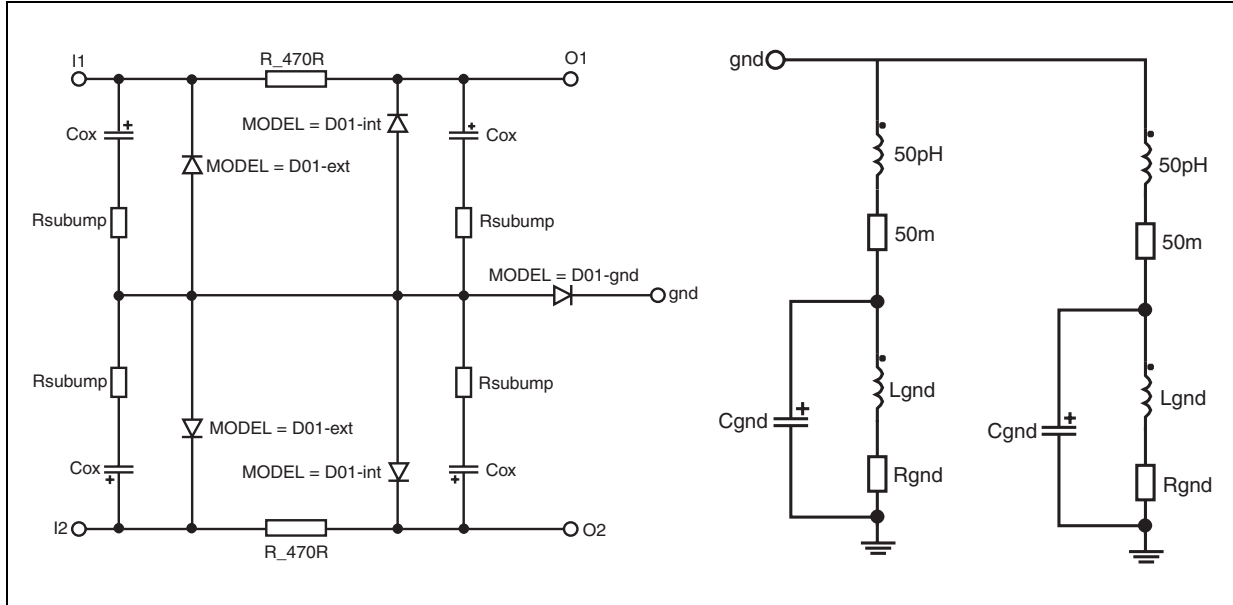 I1
R_470R
O1
Cox
MODEL = D01-int
Cox
MODEL = D01-ext
Rsubump
Rsubump
MODEL = D01-gnd
gnd
Rsubump
Rsubump
MODEL = D01-ext
Cox
MODEL = D01-int
Cox
I2
R_470R
O2
gnd
50pH
50m
Lgnd
Cgnd
Rgnd
50pH
50m
Lgnd
Cgnd
Rgnd